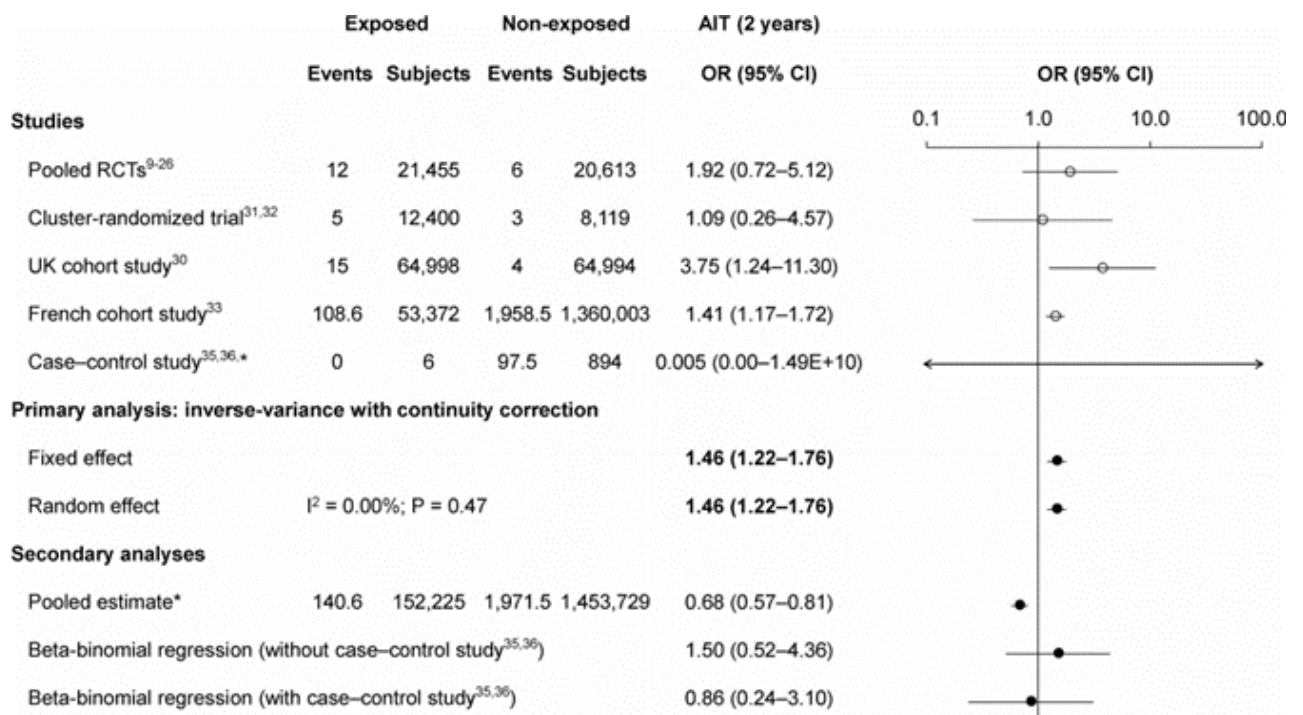 Exposed Non-exposed AIT (2 years)
Events Subjects Events Subjects OR (95% CI) OR (95% CI)
Studies 0.1 1.0 10.0 100.0
Pooled RCTs9-26 12 21,455 6 20,613 1.92 (0.72–5.12)
Cluster-randomized trial31,32 5 12,400 3 8,119 1.09 (0.26–4.57)
UK cohort study30 15 64,998 4 64,994 3.75 (1.24–11.30)
French cohort study33 108.6 53,372 1,958.5 1,360,003 1.41 (1.17–1.72)
Case–control study35,36,* 0 6 97.5 894 0.005 (0.00–1.49E+10)
Primary analysis: inverse-variance with continuity correction
Fixed effect 1.46 (1.22–1.76)
Random effect I2 = 0.00%; P = 0.47 1.46 (1.22–1.76)
Secondary analyses
Pooled estimate* 140.6 152,225 1,971.5 1,453,729 0.68 (0.57–0.81)
Beta-binomial regression (without case–control study35,36) 1.50 (0.52–4.36)
Beta-binomial regression (with case–control study35,36) 0.86 (0.24–3.10)